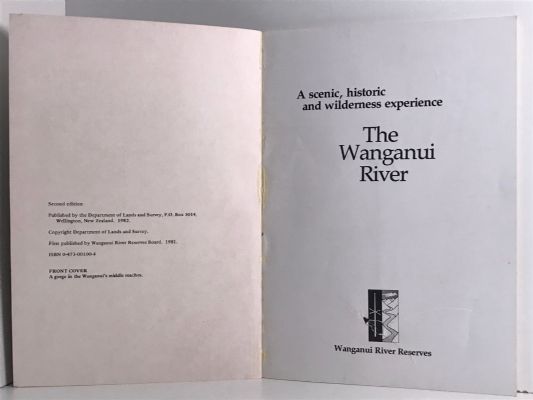 Second edition
Published by the Department of Lands and Survey, P.O. Box 5014,
Wellington, New Zealand. 1982.
Copyright Department of Lands and Survey.
First published by Wanganui River Reserves Board. 1981.
ISBN 0-473-00100-4
FRONT COVER
A gorge in the Wanganui's middle reaches.
A scenic, historic
and wilderness experience
The
Wanganui
River
Wanganui River Reserves